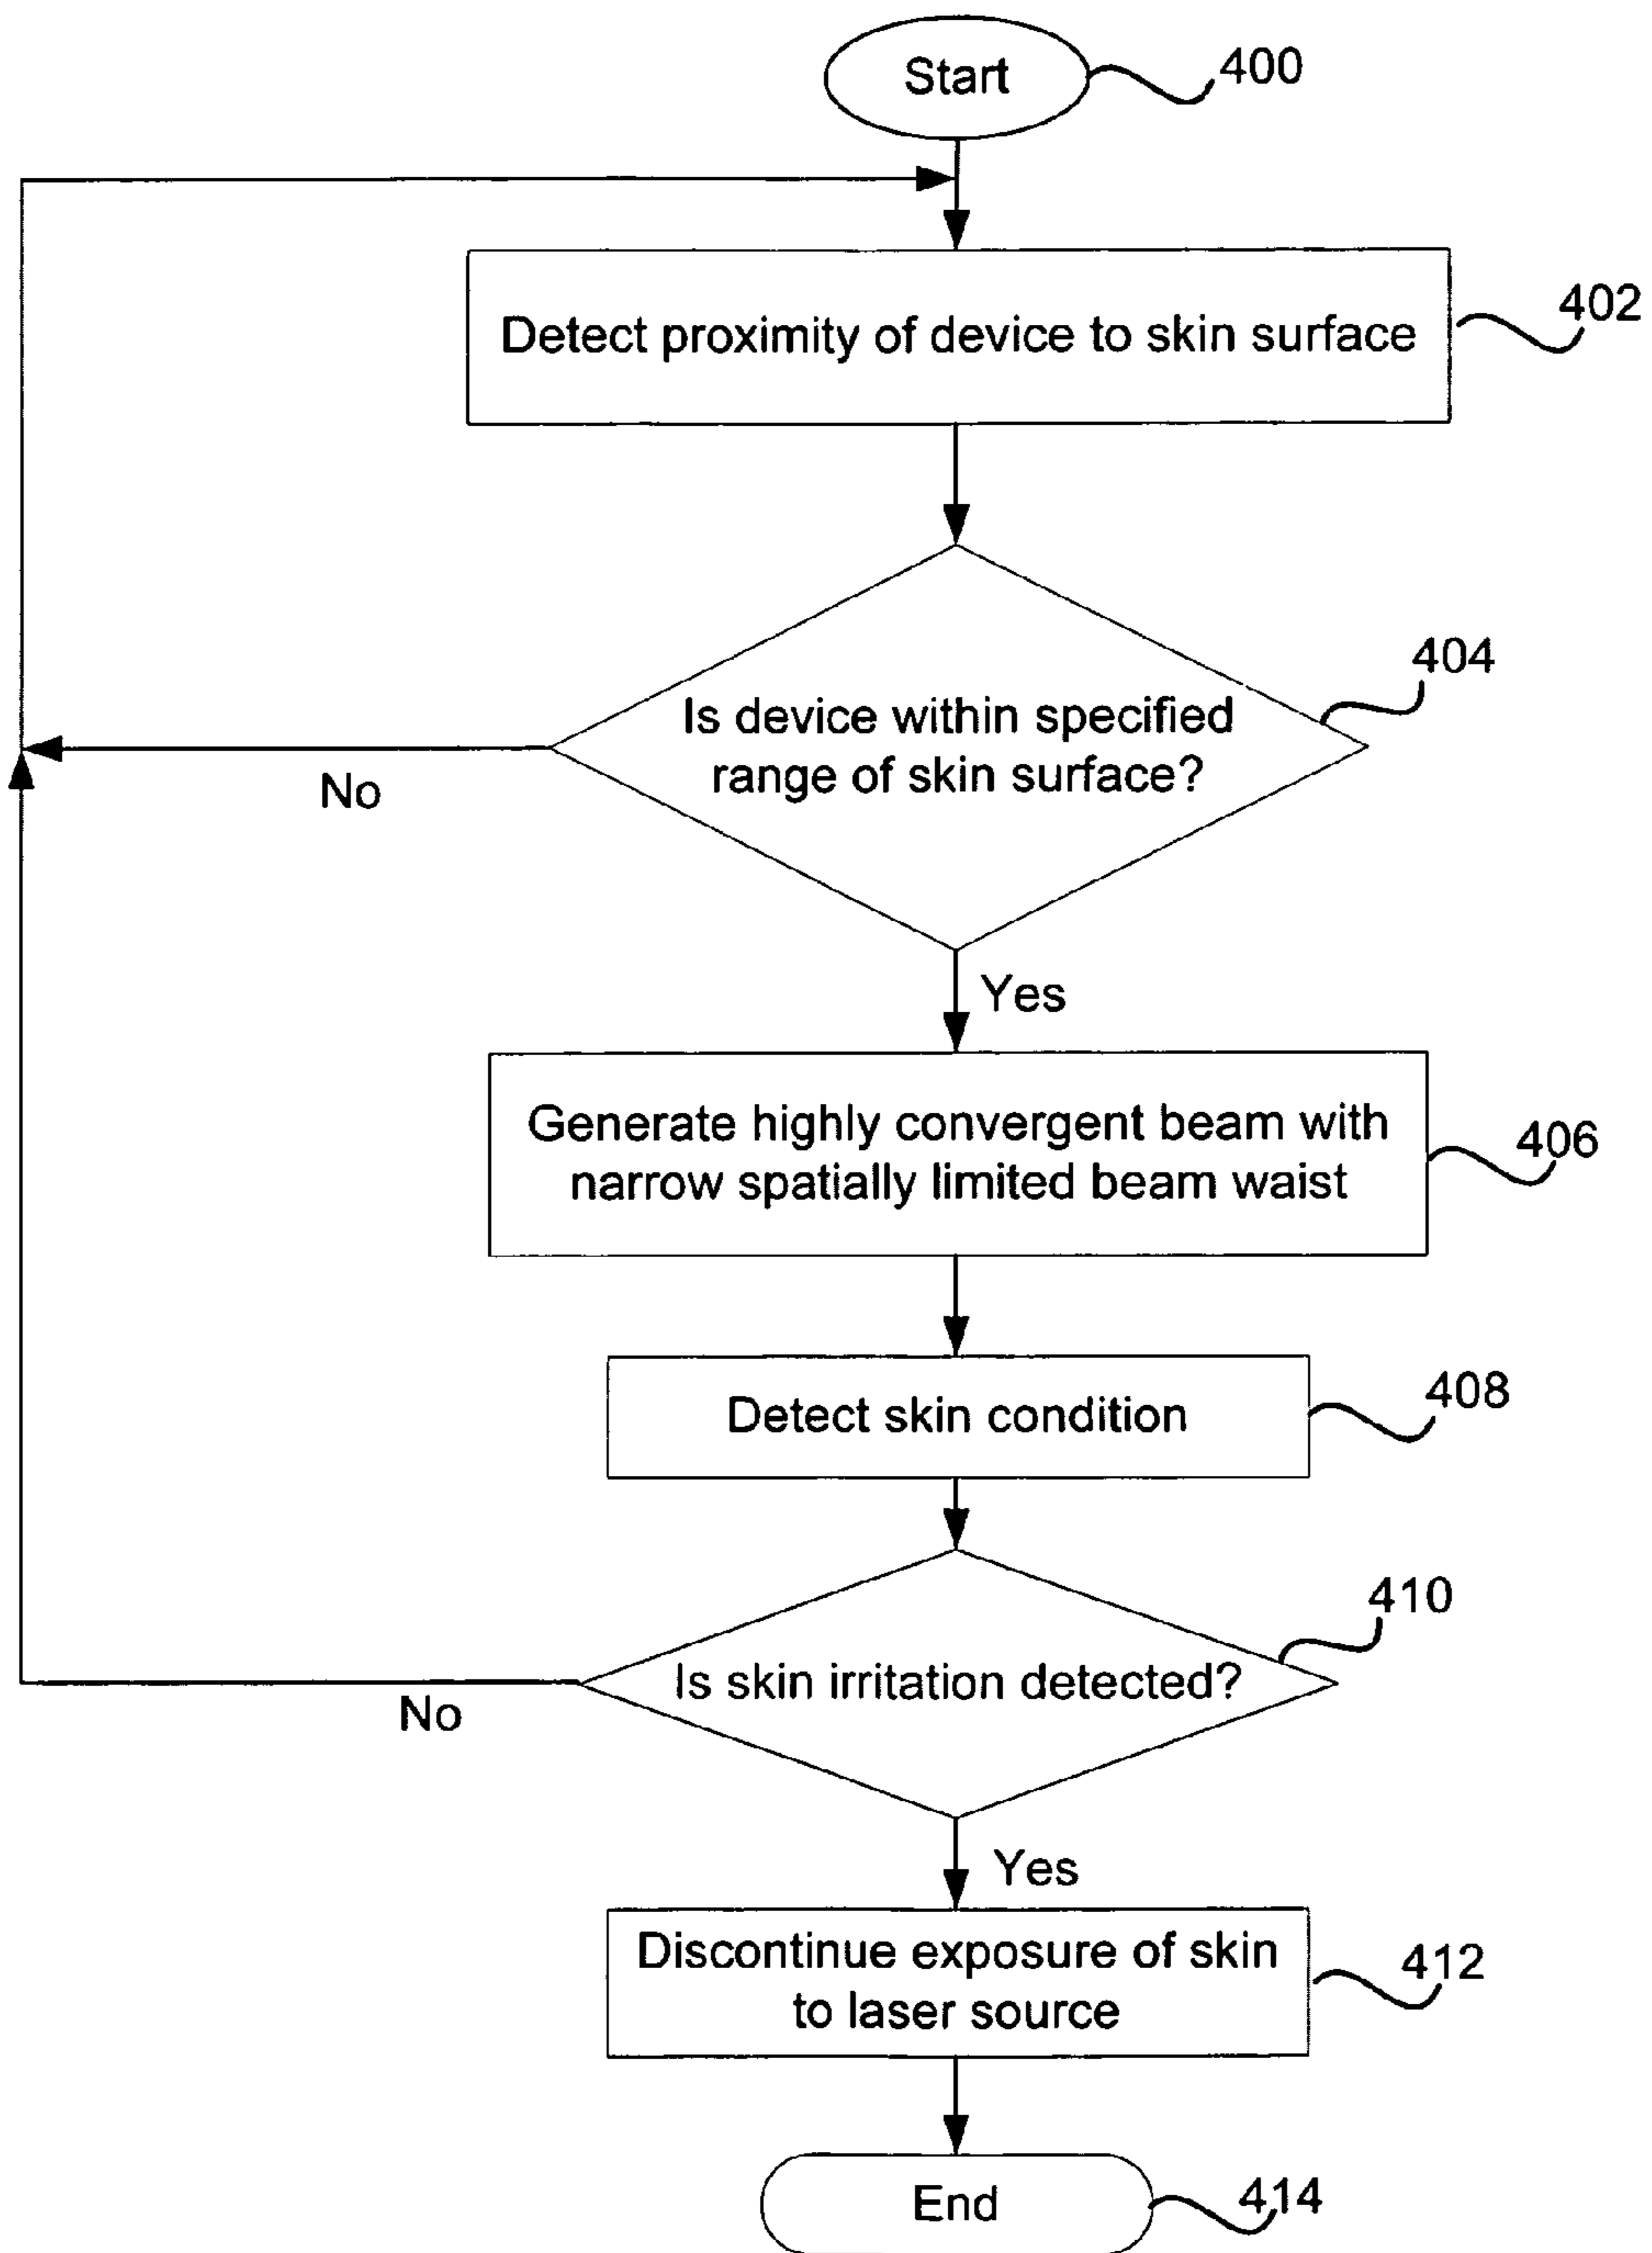 Start
400
Detect proximity of device to skin surface
402
404
Is device within specified
range of skin surface?
No
Yes
Generate highly convergent beam with
narrow spatially limited beam waist
406
Detect skin condition
408
410
Is skin irritation detected?
No
Yes
Discontinue exposure of skin
to laser source
412
End
414